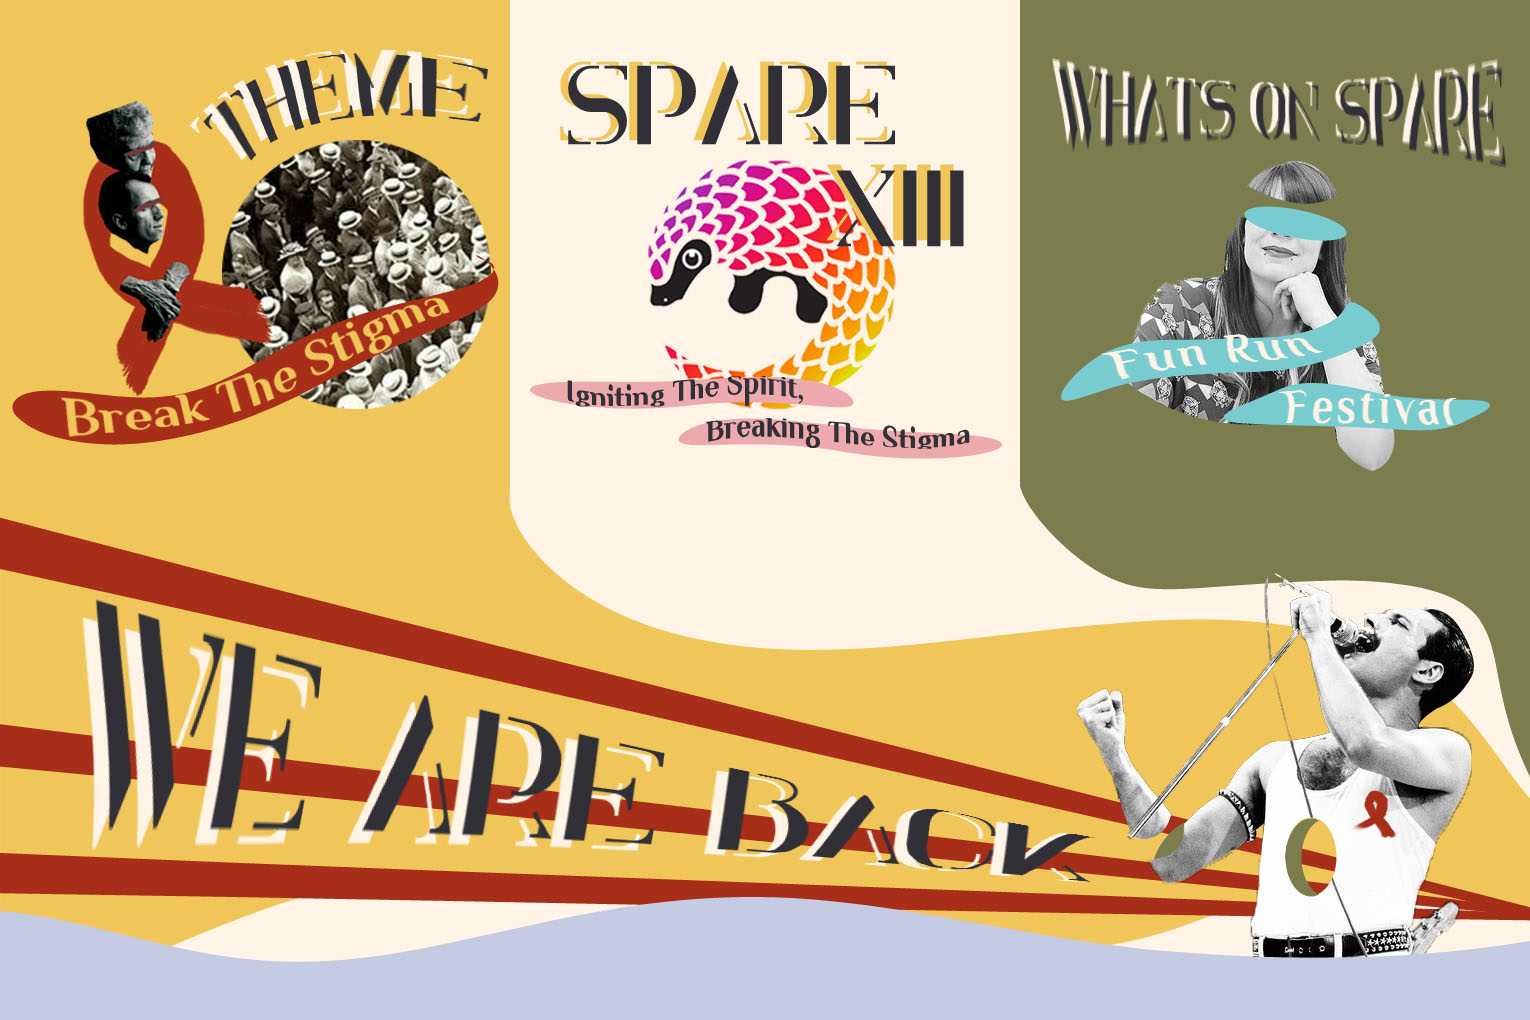 THEME
Break The Stigma
SPARE
XIII
Igniting The Spirit,
Breaking The Stigma
WHATS ON SPARE
Fun Run
Festival
WE ARE BACK